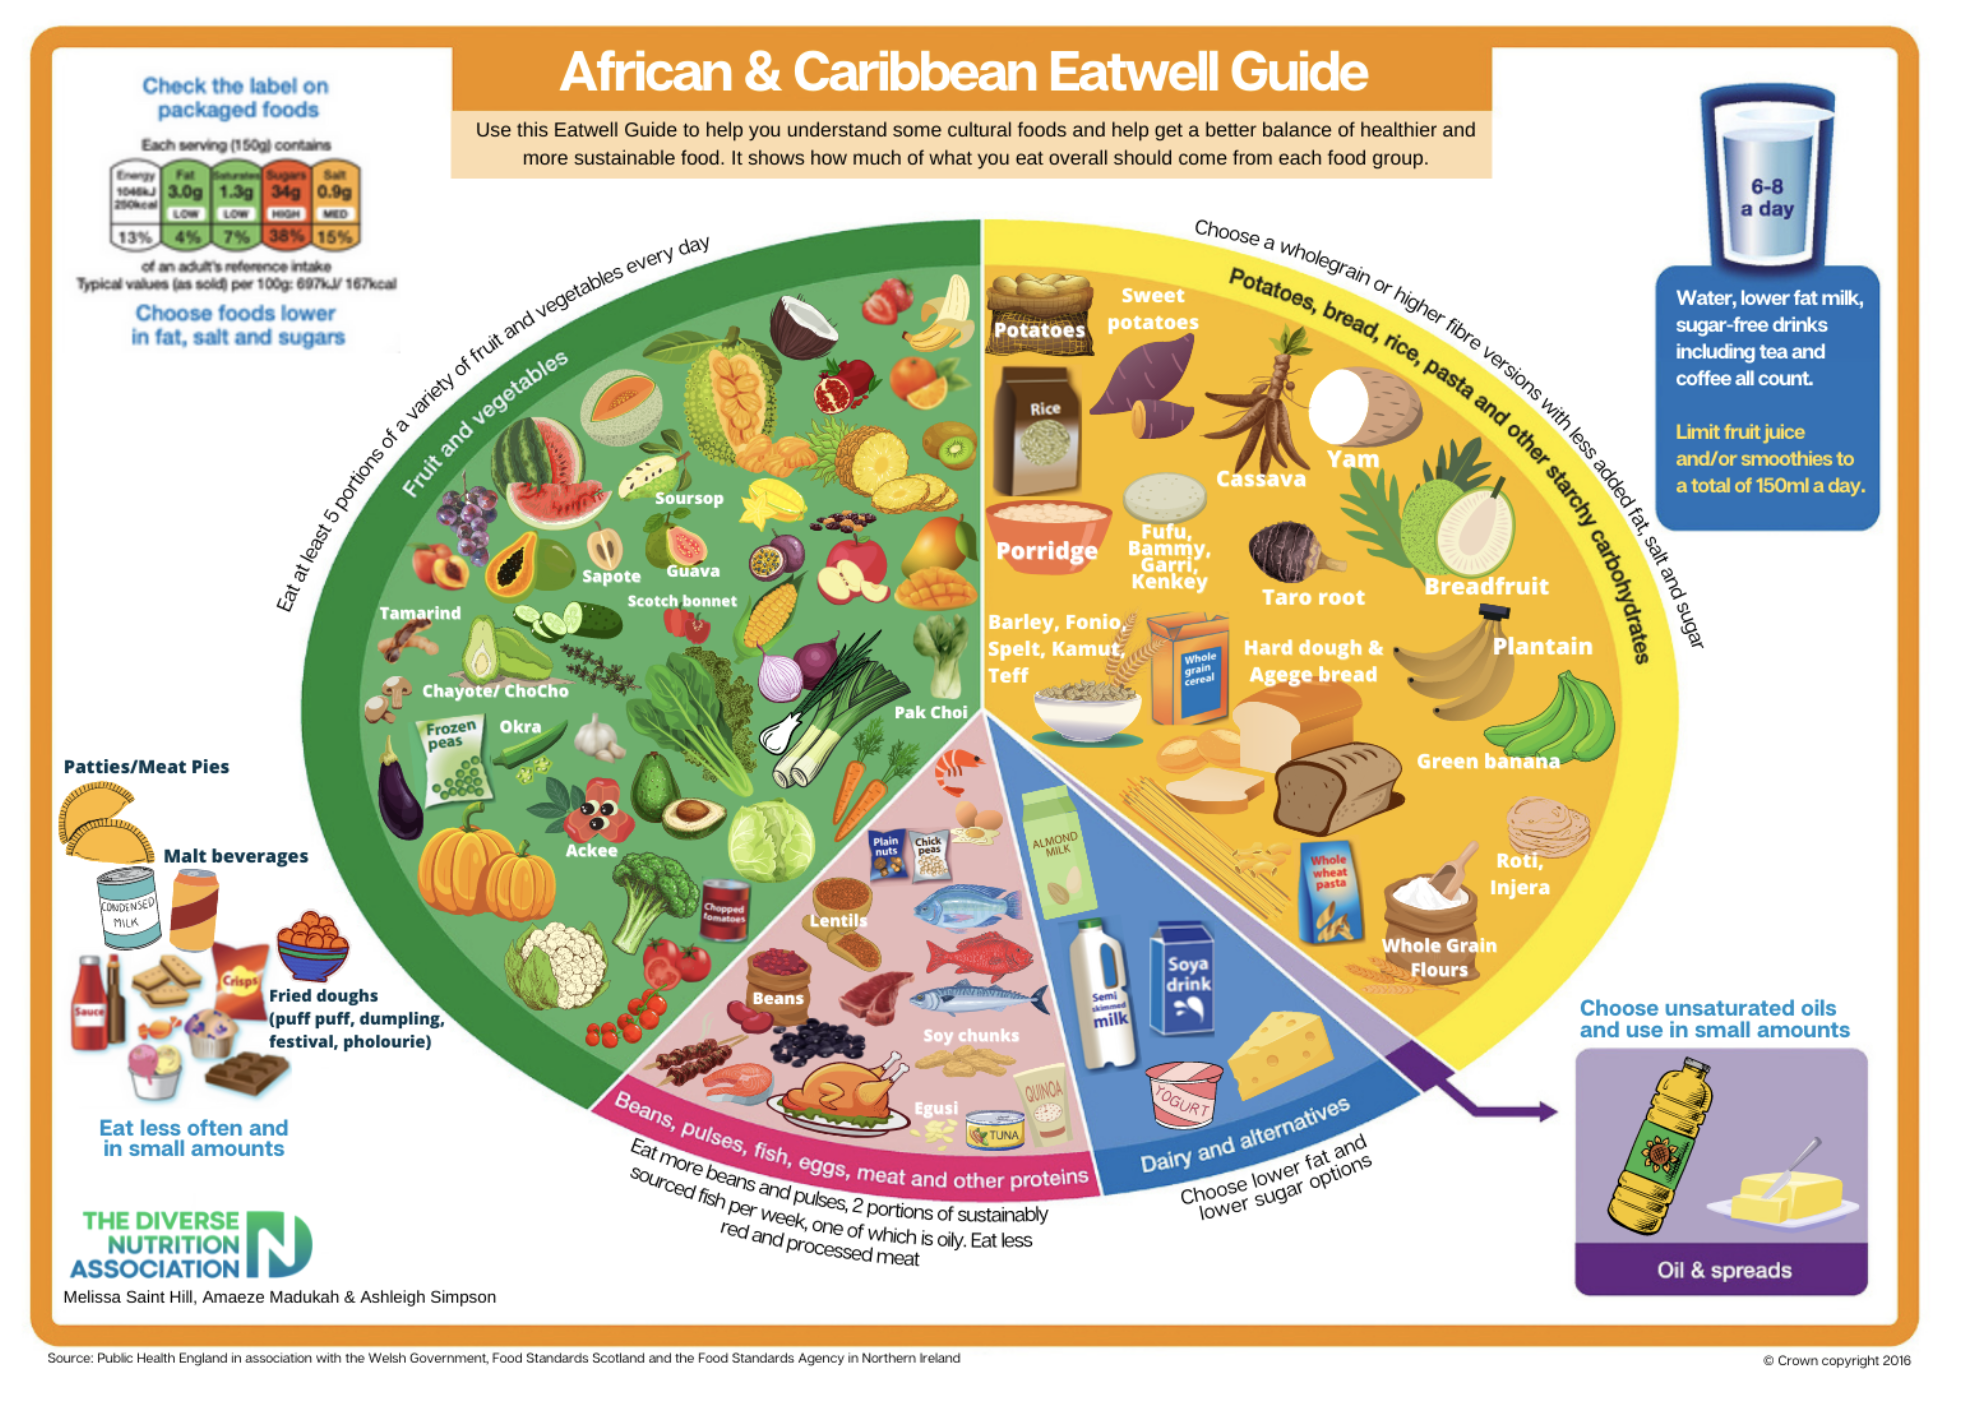 African & Caribbean Eatwell Guide
Use this Eatwell Guide to help you understand some cultural foods and help get a better balance of healthier and
more sustainable food. It shows how much of what you eat overall should come from each food group.
Check the label on
packaged foods
Each serving (150g) contains
Energy
1046kJ
250kcal
13%
Fat
3.0g
LOW
4%
Saturates
1.3g
LOW
7%
Sugars
34g
HIGH
38%
Salt
0.9g
MED
15%
of an adult's reference intake
Typical values (as sold) per 100g: 697kJ/ 167kcal
Choose foods lower
in fat, salt and sugars
6-8
a day
Water, lower fat milk,
sugar-free drinks
including tea and
coffee all count.
Limit fruit juice
and/or smoothies to
a total of 150ml a day.
Eat at least 5 portions of a variety of fruit and vegetables every day
Fruit and vegetables
Soursop
Sapote
Guava
Scotch bonnet
Tamarind
Chayote/ ChoCho
Pak Choi
Frozen
peas
Okra
Ackee
Chopped
tomatoes
Choose a wholegrain or higher fibre versions with less added fat, salt and sugar
Potatoes, bread, rice, pasta and other starchy carbohydrates
Potatoes
Sweet
potatoes
Rice
Cassava
Yam
Porridge
Fufu,
Bammy,
Garri,
Kenkey
Taro root
Breadfruit
Barley, Fonio,
Spelt, Kamut,
Teff
Whole
grain
cereal
Hard dough &
Agege bread
Plantain
Green banana
Whole
wheat
pasta
Roti,
Injera
Whole Grain
Flours
Plain
nuts
Chick
peas
Lentils
Beans
Soy chunks
Egusi
TUNA
QUINOA
Beans, pulses, fish, eggs, meat and other proteins
Eat more beans and pulses, 2 portions of sustainably
sourced fish per week, one of which is oily. Eat less
red and processed meat
ALMOND
MILK
Semi
skimmed
milk
Soya
drink
YOGURT
Dairy and alternatives
Choose lower fat and
lower sugar options
Choose unsaturated oils
and use in small amounts
Oil & spreads
Patties/Meat Pies
Malt beverages
CONDENSED
MILK
Crisps
Sauce
Fried doughs
(puff puff, dumpling,
festival, pholourie)
Eat less often and
in small amounts
THE DIVERSE
NUTRITION
ASSOCIATION
Melissa Saint Hill, Amaeze Madukah & Ashleigh Simpson
Source: Public Health England in association with the Welsh Government, Food Standards Scotland and the Food Standards Agency in Northern Ireland
© Crown copyright 2016